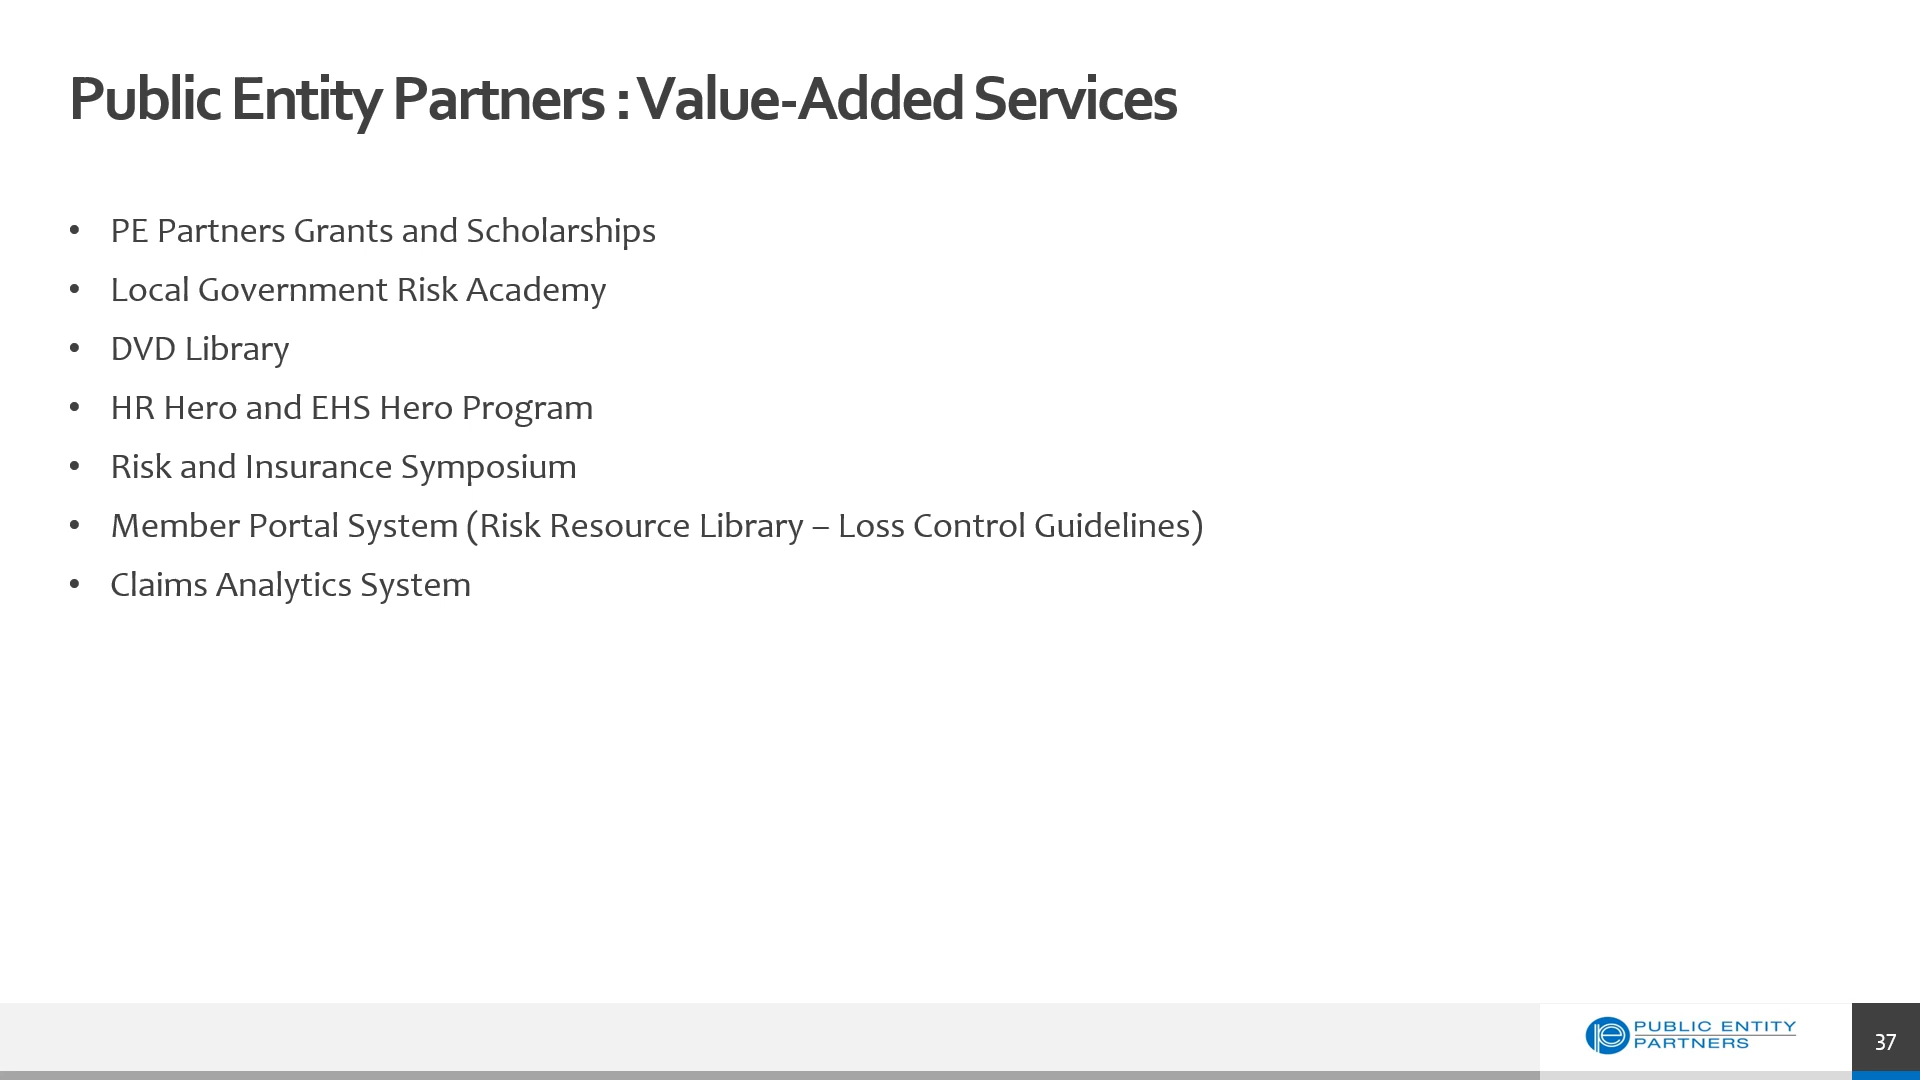 Public Entity Partners : Value-Added Services
• PE Partners Grants and Scholarships
• Local Government Risk Academy
• DVD Library
• HR Hero and EHS Hero Program
• Risk and Insurance Symposium
• Member Portal System (Risk Resource Library – Loss Control Guidelines)
• Claims Analytics System
pe PUBLIC ENTITY
PARTNERS
37